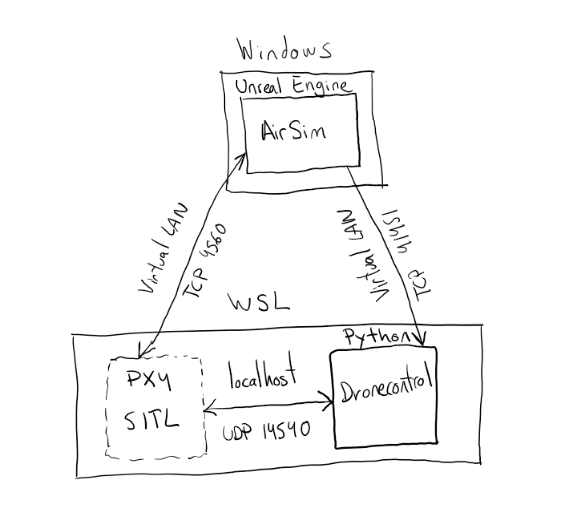 Windows
Unreal Engine
AirSim
Virtual LAN
TCP 4560
Virtual LAN
TCP 41451
WSL
Python
PX4
SITL
localhost
UDP 14540
Dronecontrol